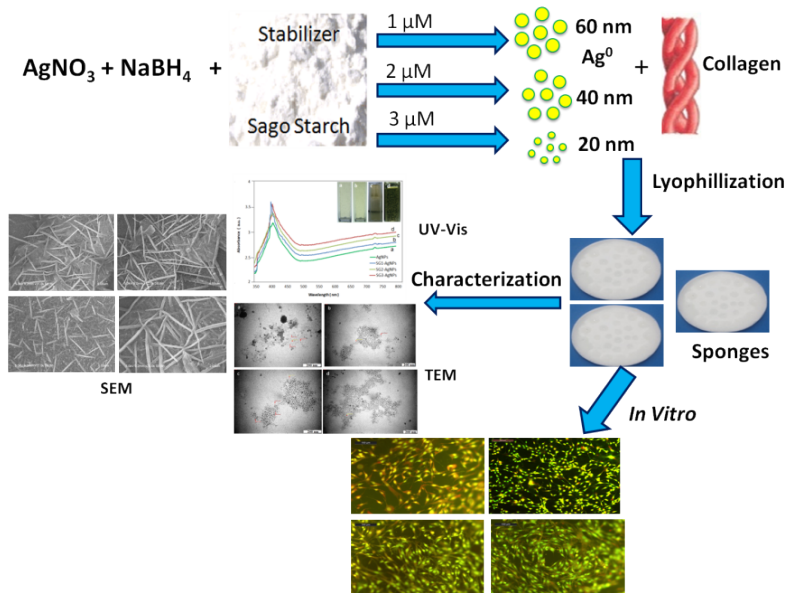 AgNO₃ + NaBH₄ +
Stabilizer
Sago Starch
1 µM
2 µM
3 µM
60 nm
Ag⁰
40 nm
20 nm
+
Collagen
Lyophillization
UV-Vis
d
c
b
a
AgNPs
Wavelength( nm )
Characterization
Sponges
SEM
TEM
In Vitro